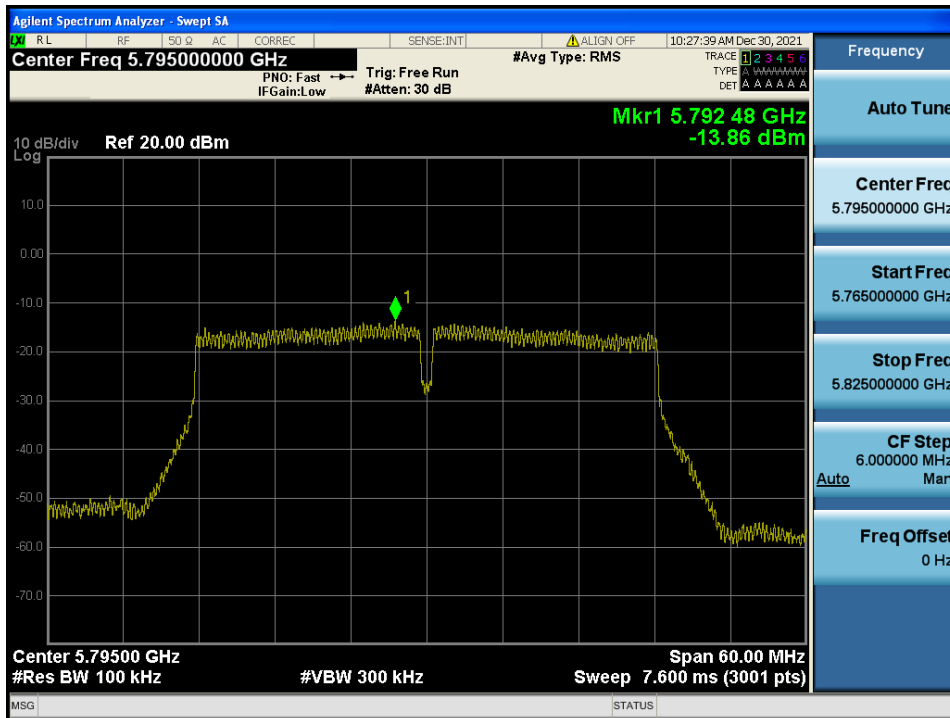 Agilent Spectrum Analyzer - Swept SA
LXI RL RF 50 Ω AC CORREC SENSE:INT ALIGN OFF 10:27:39 AM Dec 30, 2021
Center Freq 5.795000000 GHz
PNO: Fast
IFGain:Low
Trig: Free Run
#Atten: 30 dB
#Avg Type: RMS
TRACE 1 2 3 4 5 6
TYPE A
DET A A A A A A
Mkr1 5.792 48 GHz
-13.86 dBm
10 dB/div Ref 20.00 dBm
Log
10.0
0.00
-10.0
-20.0
-30.0
-40.0
-50.0
-60.0
-70.0
1
Center 5.79500 GHz Span 60.00 MHz
#Res BW 100 kHz #VBW 300 kHz Sweep 7.600 ms (3001 pts)
MSG STATUS
Frequency
Auto Tune
Center Freq
5.795000000 GHz
Start Freq
5.765000000 GHz
Stop Freq
5.825000000 GHz
CF Step
6.000000 MHz
Auto Man
Freq Offset
0 Hz